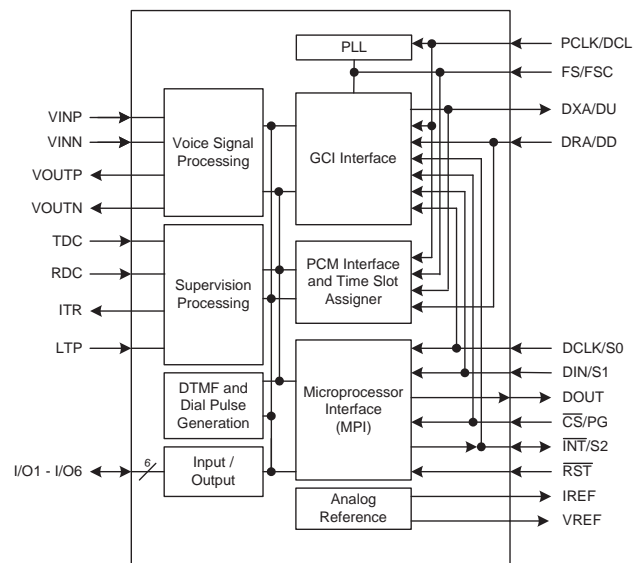 PLL
PCLK/DCL
FS/FSC
VINP
VINN
VOUTP
VOUTN
Voice Signal
Processing
GCI Interface
DXA/DU
DRA/DD
TDC
RDC
ITR
LTP
Supervision
Processing
PCM Interface
and Time Slot
Assigner
DTMF and
Dial Pulse
Generation
Microprocessor
Interface
(MPI)
DCLK/S0
DIN/S1
DOUT
CS/PG
INT/S2
RST
I/O1 - I/O6
6
Input /
Output
Analog
Reference
IREF
VREF